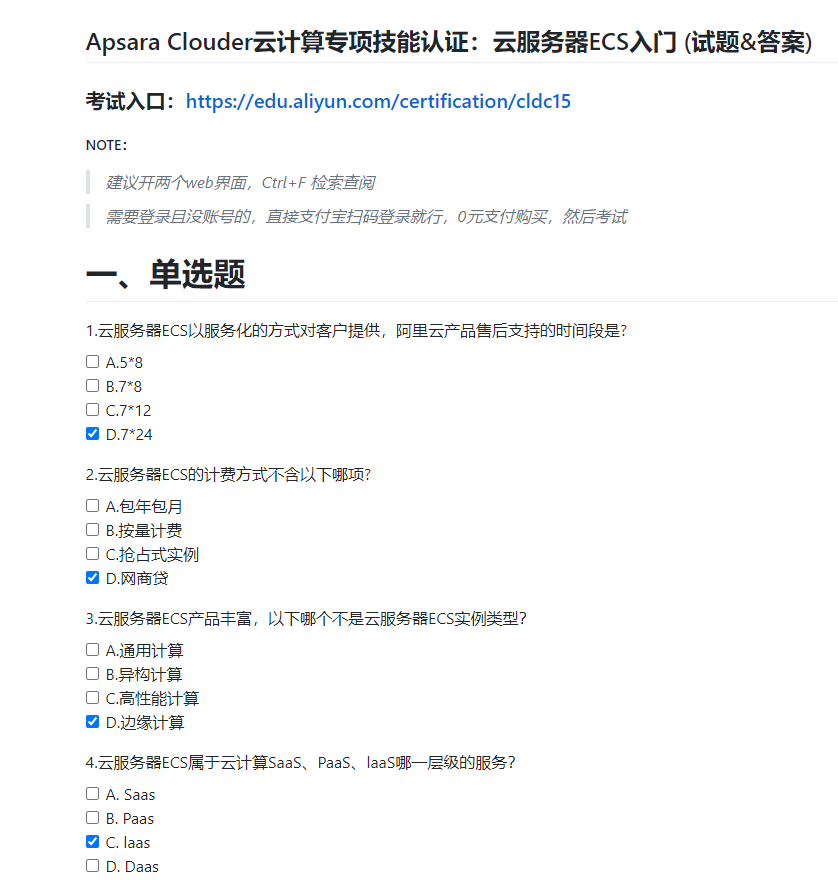 Apsara Clouder云计算专项技能认证：云服务器ECS入门 (试题&答案)
考试入口：https://edu.aliyun.com/certification/cldc15
NOTE：
建议开两个web界面，Ctrl+F 检索查阅
需要登录且没账号的，直接支付宝扫码登录就行，0元支付购买，然后考试
一、单选题
1.云服务器ECS以服务化的方式对客户提供，阿里云产品售后支持的时间段是?
A.5*8
B.7*8
C.7*12
D.7*24
2.云服务器ECS的计费方式不含以下哪项?
A.包年包月
B.按量计费
C.抢占式实例
D.网商贷
3.云服务器ECS产品丰富，以下哪个不是云服务器ECS实例类型?
A.通用计算
B.异构计算
C.高性能计算
D.边缘计算
4.云服务器ECS属于云计算SaaS、PaaS、laaS哪一层级的服务?
A. Saas
B. Paas
C. laas
D. Daas